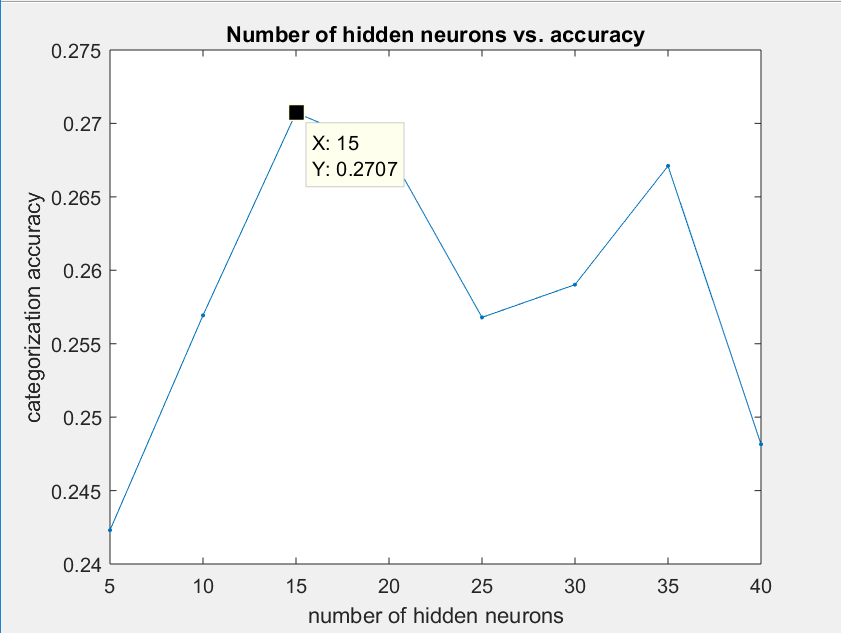 Number of hidden neurons vs. accuracy
0.275
0.27
0.265
0.26
0.255
0.25
0.245
0.24
categorization accuracy
X: 15
Y: 0.2707
5 10 15 20 25 30 35 40
number of hidden neurons